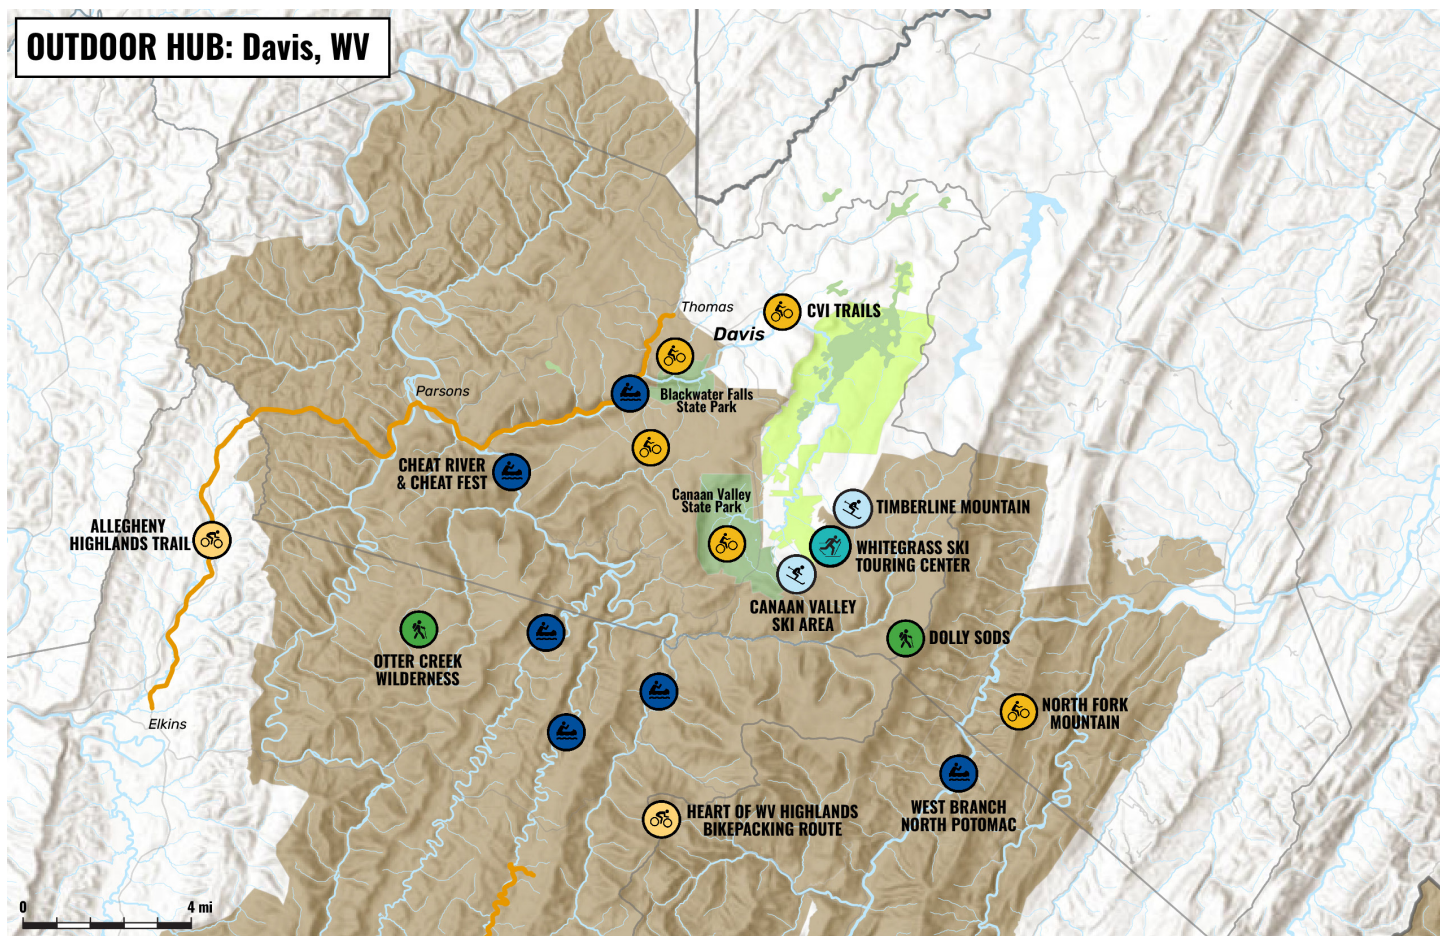 OUTDOOR HUB: Davis, WV
Thomas
CVI TRAILS
Davis
Parsons
Blackwater Falls
State Park
CHEAT RIVER
& CHEAT FEST
Canaan Valley
State Park
TIMBERLINE MOUNTAIN
ALLEGHENY
HIGHLANDS TRAIL
WHITEGRASS SKI
TOURING CENTER
CANAAN VALLEY
SKI AREA
DOLLY SODS
OTTER CREEK
WILDERNESS
Elkins
NORTH FORK
MOUNTAIN
HEART OF WV HIGHLANDS
BIKEPACKING ROUTE
WEST BRANCH
NORTH POTOMAC
0 4 mi